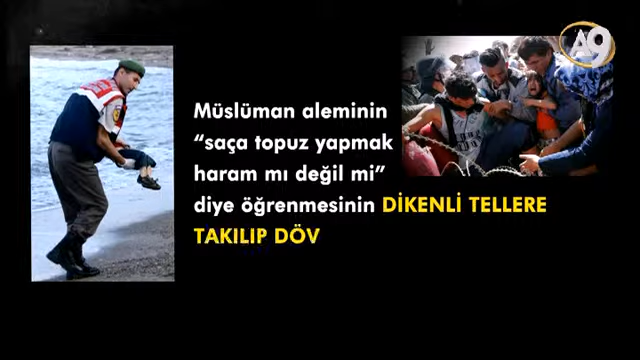 A9
Müslüman aleminin
“saça topuz yapmak
haram mı değil mi”
diye öğrenmesinin DİKENLİ TELLERE
TAKILIP DÖV